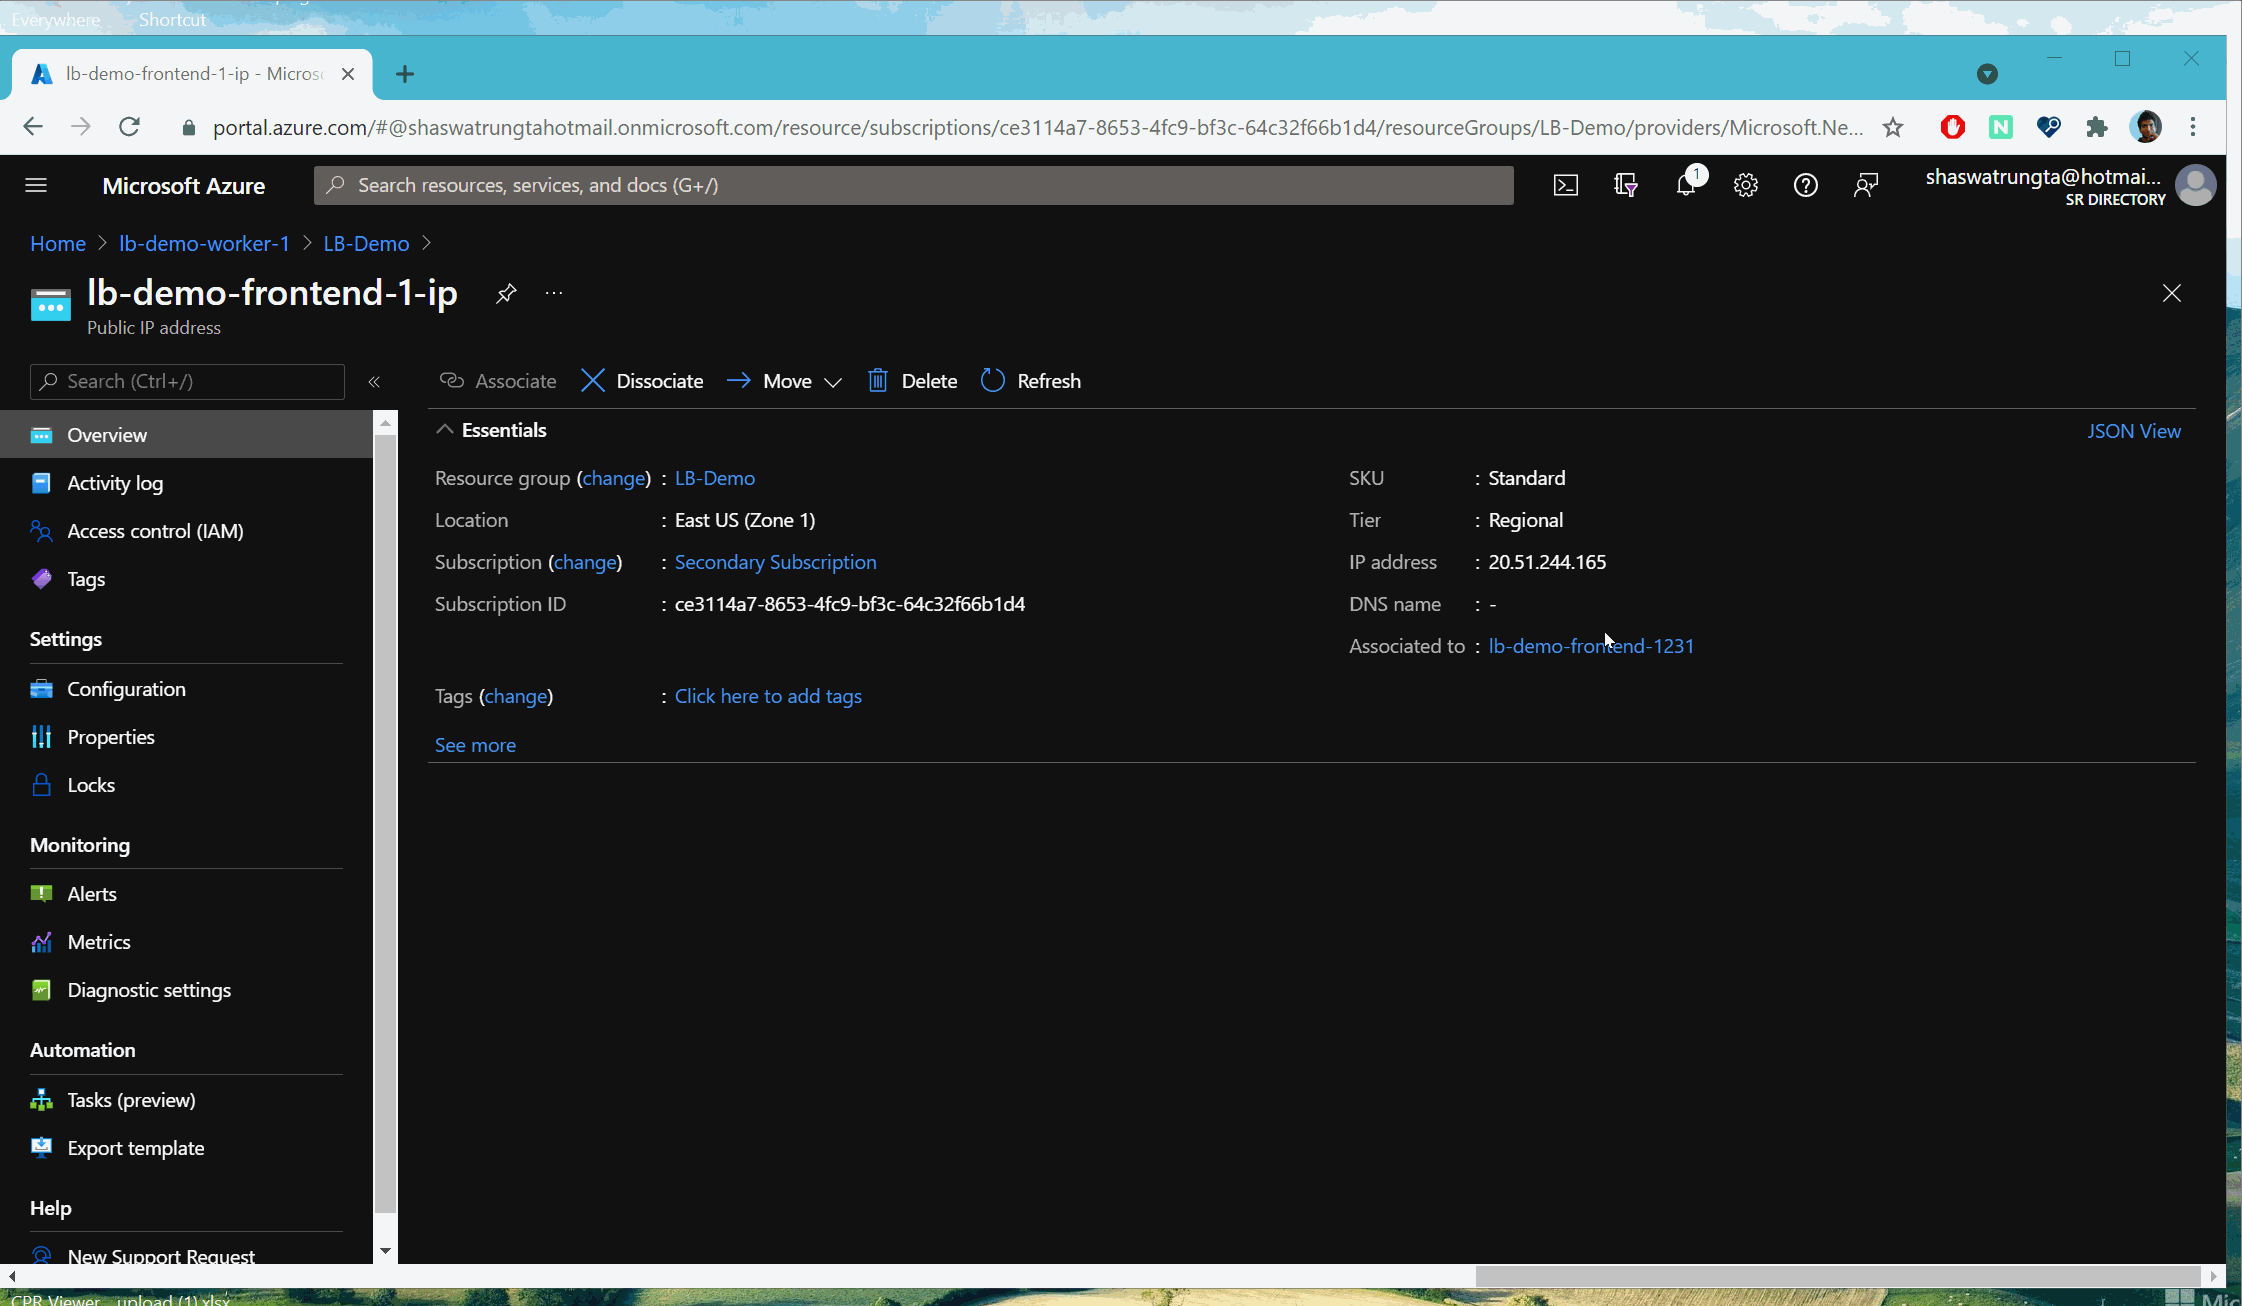 Everywhere Shortcut
lb-demo-frontend-1-ip - Micros
portal.azure.com/#@shaswatrungtahotmail.onmicrosoft.com/resource/subscriptions/ce3114a7-8653-4fc9-bf3c-64c32f66b1d4/resourceGroups/LB-Demo/providers/Microsoft.Ne...
Microsoft Azure
Search resources, services, and docs (G+/)
1
shaswatrungta@hotmai...
SR DIRECTORY
Home > lb-demo-worker-1 > LB-Demo >
lb-demo-frontend-1-ip
Public IP address
Search (Ctrl+/)
«
Associate Dissociate Move Delete Refresh
Overview
Activity log
Access control (IAM)
Tags
Settings
Configuration
Properties
Locks
Monitoring
Alerts
Metrics
Diagnostic settings
Automation
Tasks (preview)
Export template
Help
New Support Request
Essentials
JSON View
Resource group (change) : LB-Demo
Location : East US (Zone 1)
Subscription (change) : Secondary Subscription
Subscription ID : ce3114a7-8653-4fc9-bf3c-64c32f66b1d4
SKU : Standard
Tier : Regional
IP address : 20.51.244.165
DNS name : -
Associated to : lb-demo-frontend-1231
Tags (change) : Click here to add tags
See more
CPR Viewer upload (1).xlsx
Mic